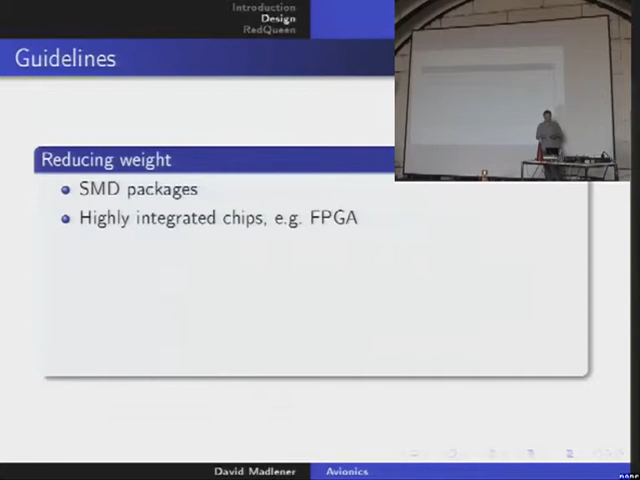 Introduction
Design
RedQueen
Guidelines
Reducing weight
SMD packages
Highly integrated chips, e.g. FPGA
David Madlener
Avionics